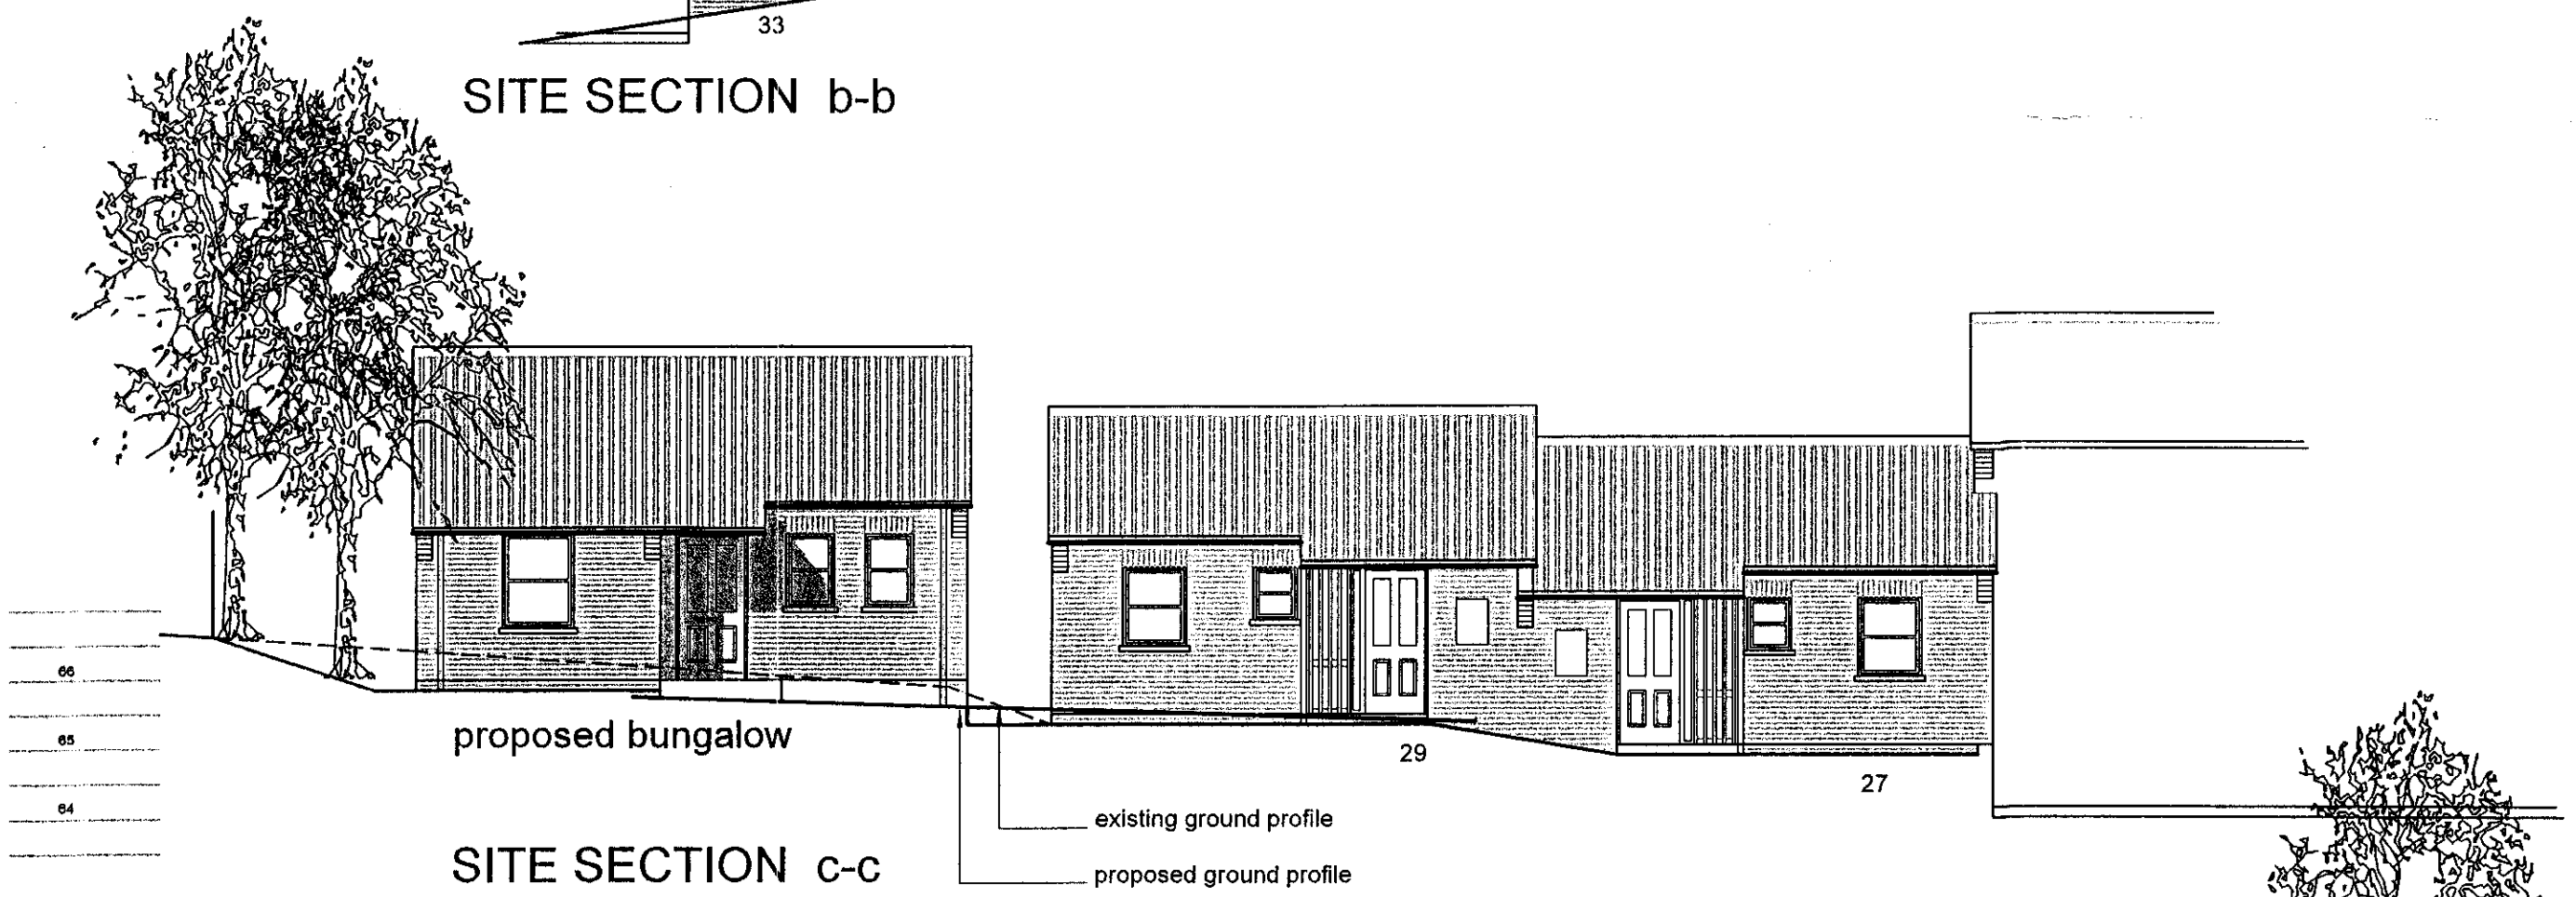 33
SITE SECTION b-b
66
65
64
proposed bungalow
29
27
existing ground profile
proposed ground profile
SITE SECTION c-c